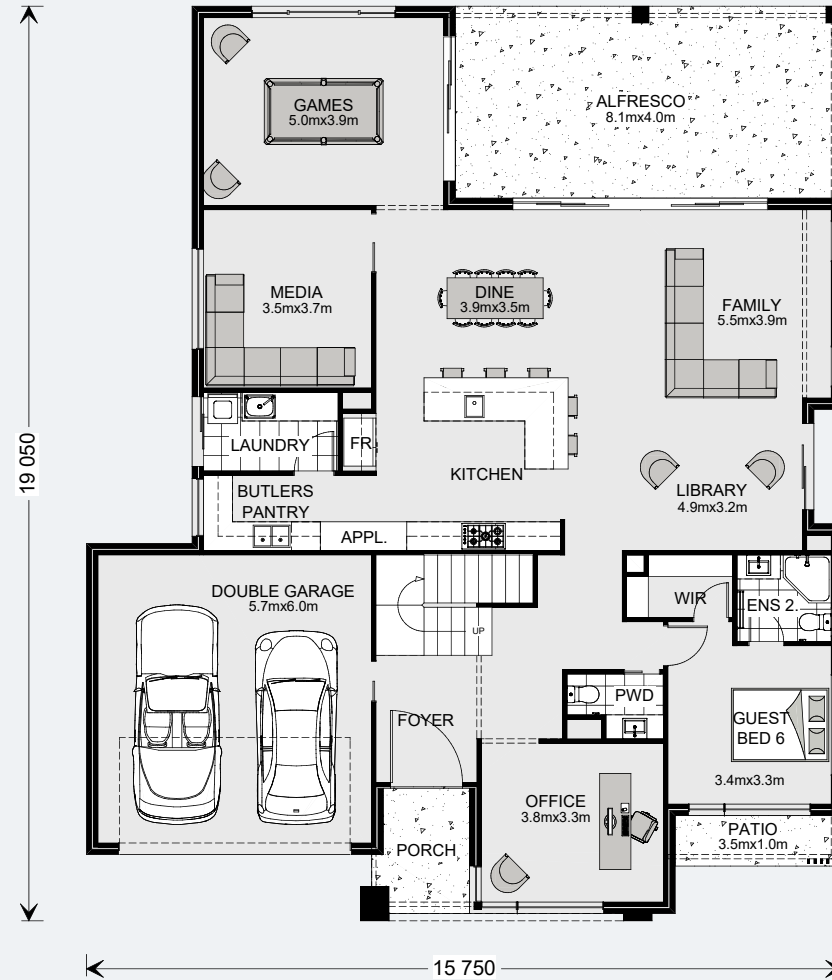 GAMES
5.0mx3.9m
ALFRESCO
8.1mx4.0m
MEDIA
3.5mx3.7m
DINE
3.9mx3.5m
FAMILY
5.5mx3.9m
19 050
LAUNDRY
FR.
KITCHEN
BUTLERS
PANTRY
LIBRARY
4.9mx3.2m
APPL.
DOUBLE GARAGE
5.7mx6.0m
WIR
ENS 2.
UP
PWD
FOYER
GUEST
BED 6
3.4mx3.3m
OFFICE
3.8mx3.3m
PATIO
3.5mx1.0m
PORCH
15 750